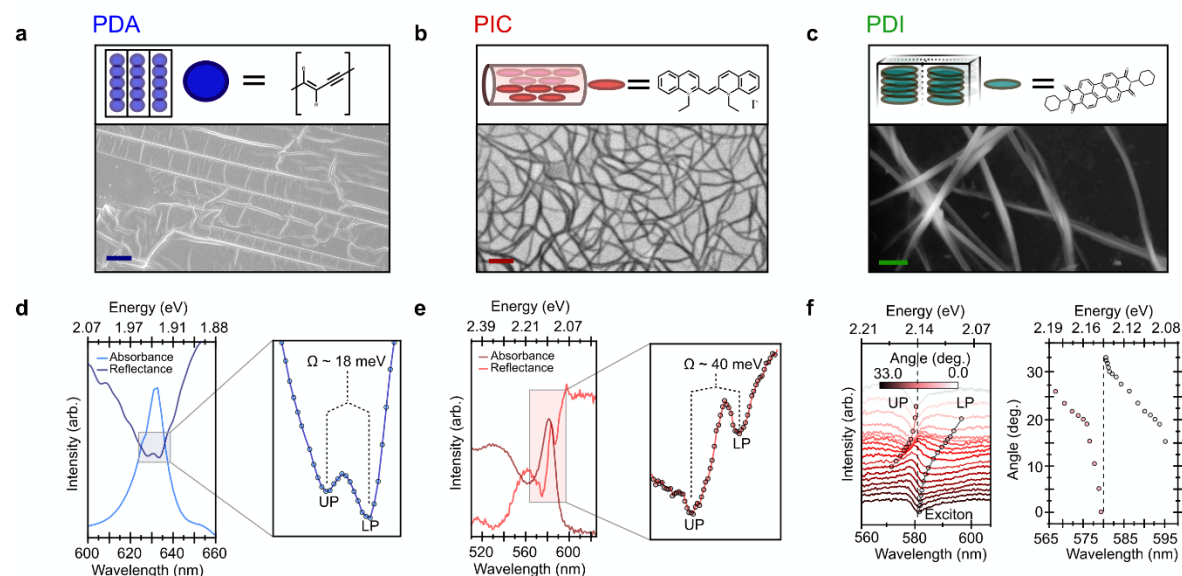 PDA
PIC
PDI
a
b
c
=
R
R
=
I⁻
=
d
Energy (eV)
2.07 1.97 1.91 1.88
Absorbance
Reflectance
Intensity (arb.)
600 620 640 660
Wavelength (nm)
Ω ~ 18 meV
UP
LP
e
Energy (eV)
2.39 2.21 2.07
Absorbance
Reflectance
Intensity (arb.)
510 540 570 600
Wavelength (nm)
Ω ~ 40 meV
UP
LP
f
Energy (eV)
2.21 2.14 2.07
Angle (deg.)
33.0 0.0
UP
LP
Exciton
Intensity (arb.)
560 580 600
Wavelength (nm)
Energy (eV)
2.19 2.16 2.12 2.08
Angle (deg.)
30
20
10
0
565 575 585 595
Wavelength (nm)